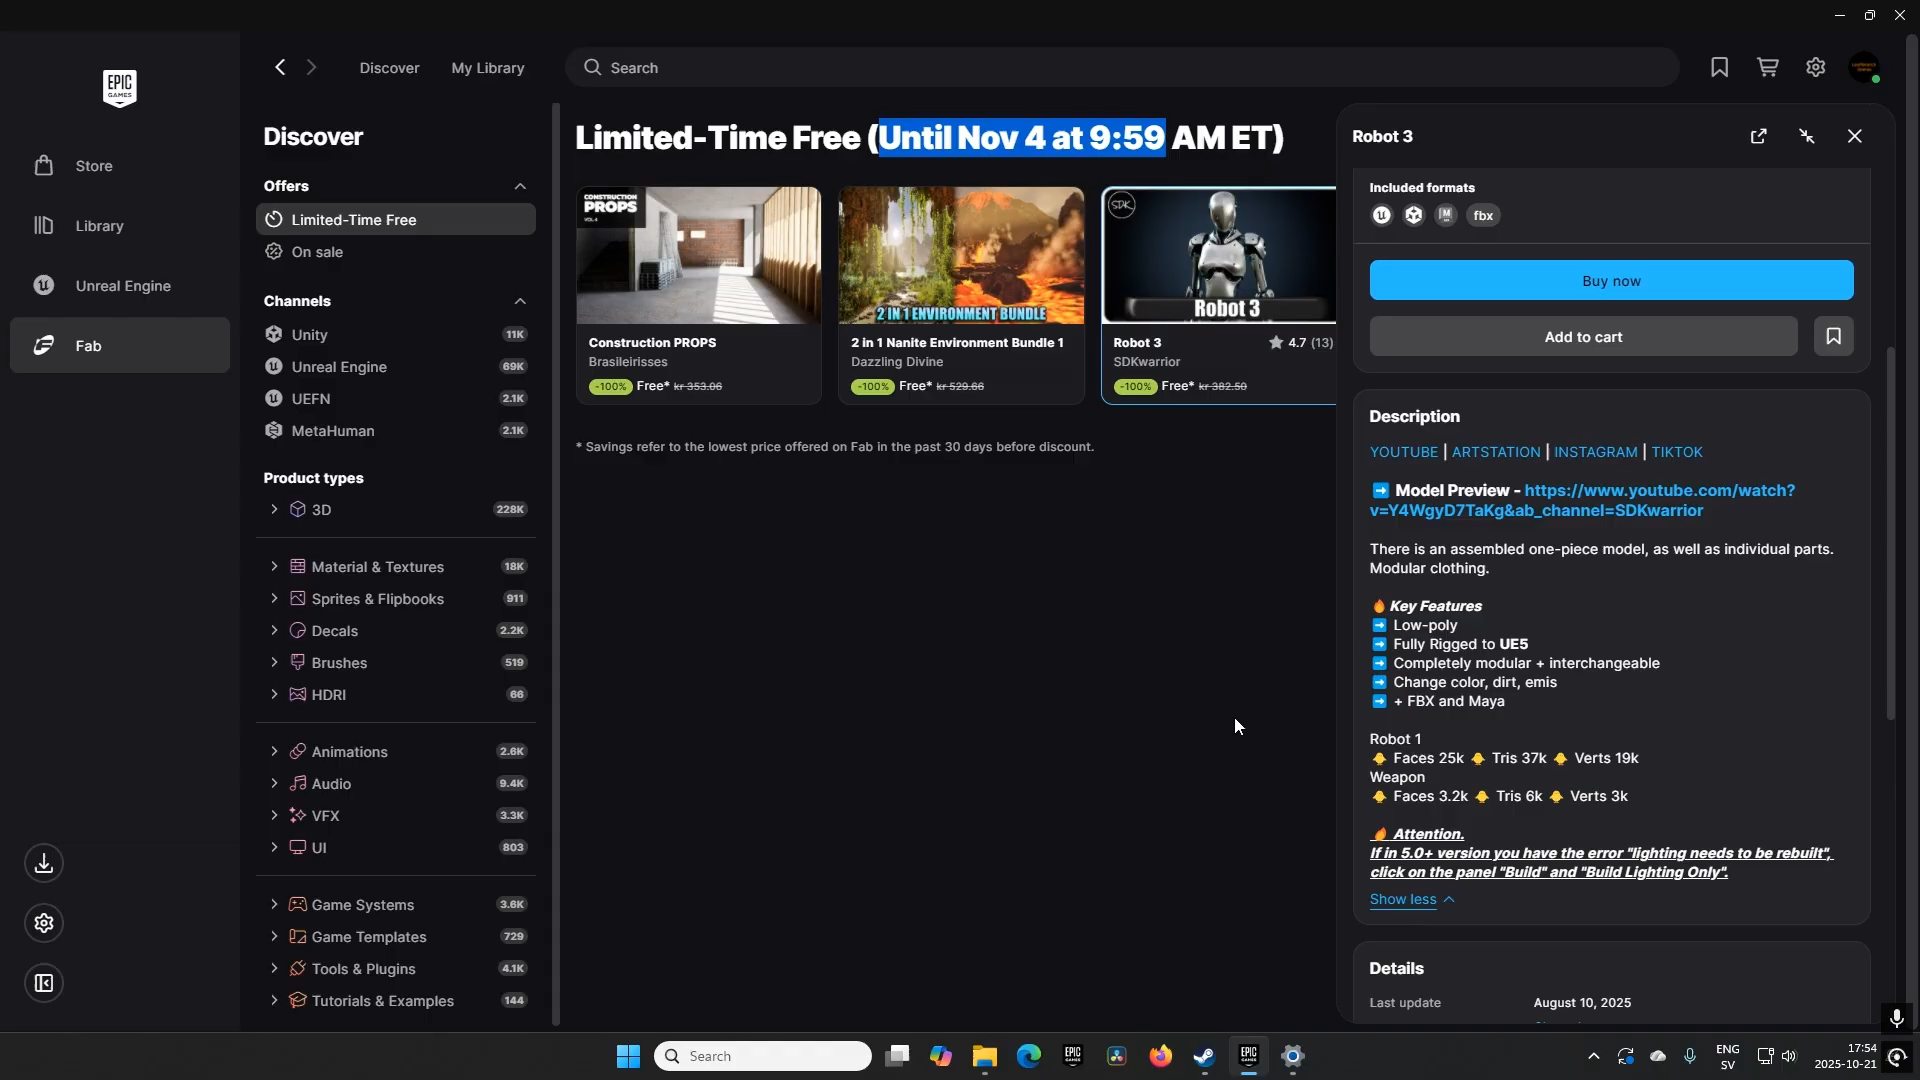 EPIC
GAMES
Store
Library
Unreal Engine
Fab
Discover
My Library
Search
Discover
Offers
Limited-Time Free
On sale
Channels
Unity 11K
Unreal Engine 69K
UEFN 2.1K
MetaHuman 2.1K
Product types
3D 228K
Material & Textures 18K
Sprites & Flipbooks 911
Decals 2.2K
Brushes 519
HDRI 66
Animations 2.6K
Audio 9.4K
VFX 3.3K
UI 803
Game Systems 3.6K
Game Templates 729
Tools & Plugins 4.1K
Tutorials & Examples 144
Limited-Time Free (Until Nov 4 at 9:59 AM ET)
CONSTRUCTION
PROPS
Construction PROPS
Brasileirisses
-100% Free* kr 353.06
2 IN 1 ENVIRONMENT BUNDLE
2 in 1 Nanite Environment Bundle 1
Dazzling Divine
-100% Free* kr 529.66
SDK
Robot 3
Robot 3 4.7 (13)
SDKwarrior
-100% Free* kr 382.50
* Savings refer to the lowest price offered on Fab in the past 30 days before discount.
Robot 3
Included formats
fbx
Buy now
Add to cart
Description
YOUTUBE | ARTSTATION | INSTAGRAM | TIKTOK
➡️ Model Preview - https://www.youtube.com/watch?
v=Y4WgyD7TaKg&ab_channel=SDKwarrior
There is an assembled one-piece model, as well as individual parts.
Modular clothing.
🔥 Key Features
➡️ Low-poly
➡️ Fully Rigged to UE5
➡️ Completely modular + interchangeable
➡️ Change color, dirt, emis
➡️ + FBX and Maya
Robot 1
Faces 25k Tris 37k Verts 19k
Weapon
Faces 3.2k Tris 6k Verts 3k
🔥 Attention.
If in 5.0+ version you have the error "lighting needs to be rebuilt",
click on the panel "Build" and "Build Lighting Only".
Show less
Details
Last update August 10, 2025
Search
EPIC
EPIC
ENG
SV
17:54
2025-10-21